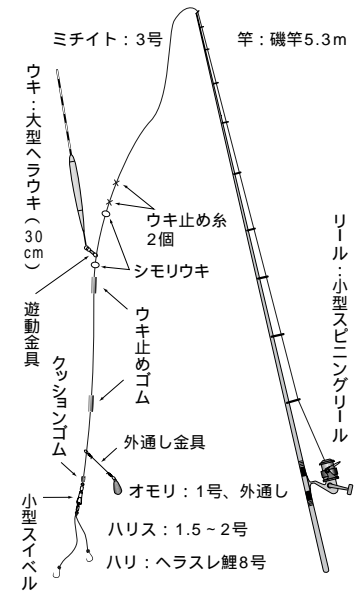 ミチイト：3号
竿：磯竿5.3m
ウキ：大型ヘラウキ（30cm）
ウキ止め糸
2個
シモリウキ
リール：小型スピニングリール
遊動金具
ウキ止めゴム
クッションゴム
外通し金具
オモリ：1号、外通し
小型スイベル
ハリス：1.5～2号
ハリ：ヘラスレ鯉8号